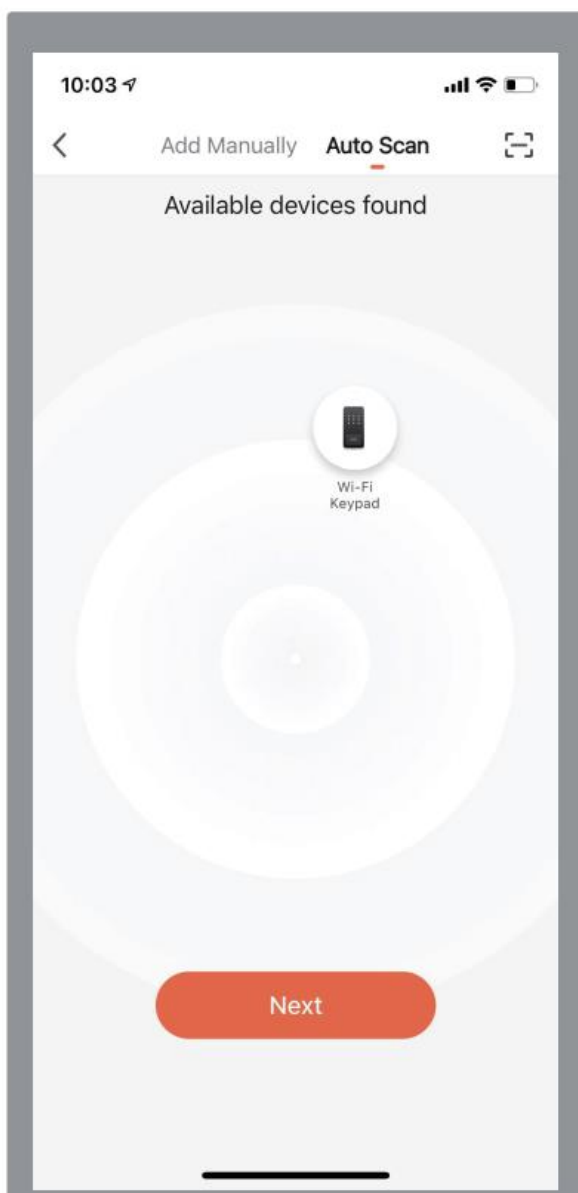 10:03
Add Manually Auto Scan
Available devices found
Wi-Fi
Keypad
Next